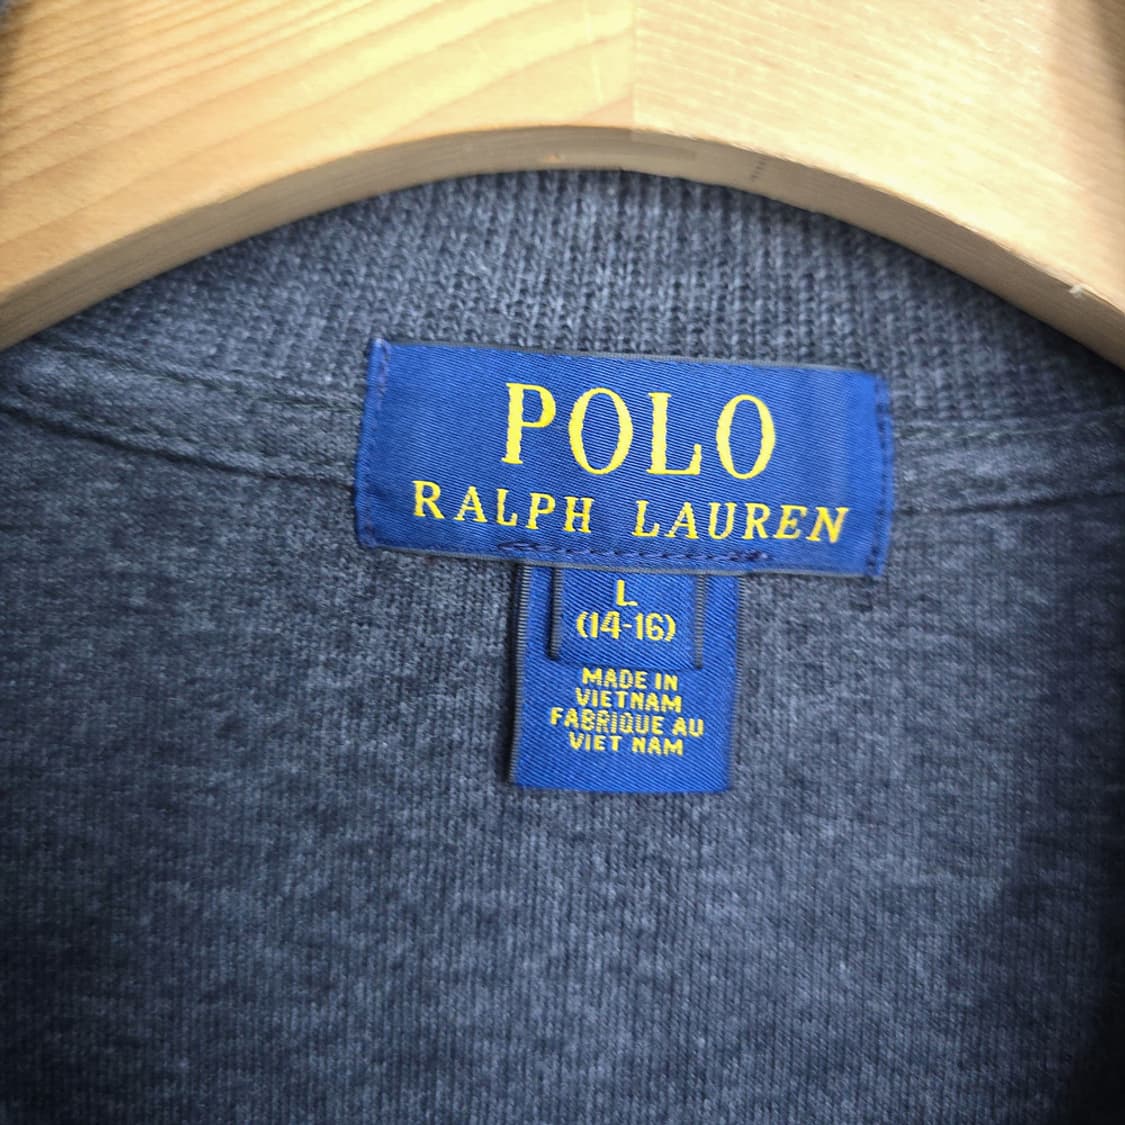 POLO
RALPH LAUREN
L
(14-16)
MADE IN
VIETNAM
FABRIQUE AU
VIET NAM